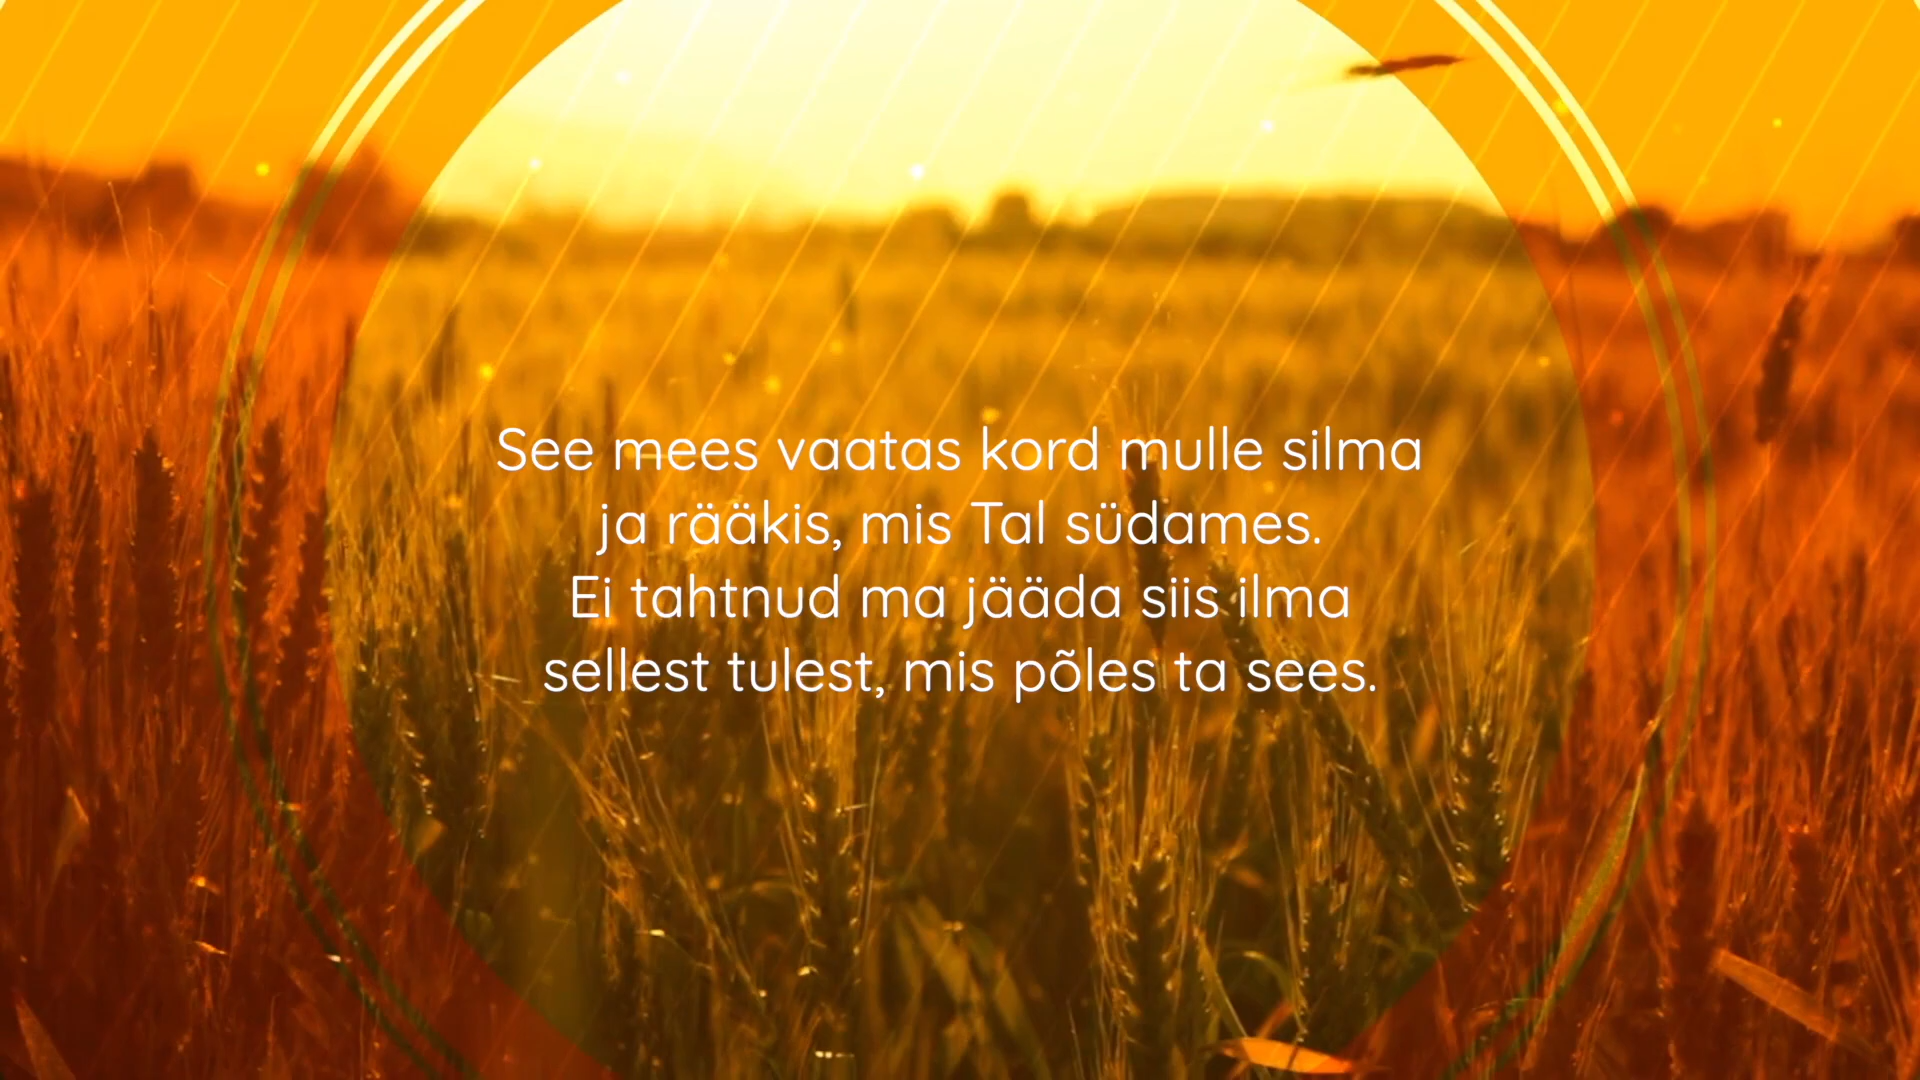 See mees vaatas kord mulle silma
ja rääkis, mis Tal südames.
Ei tahtnud ma jääda siis ilma
sellest tulest, mis põles ta sees.